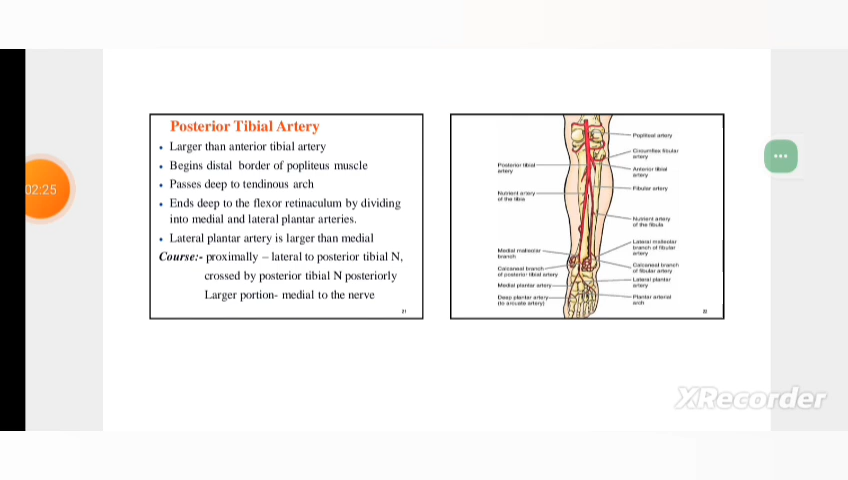 Posterior Tibial Artery
• Larger than anterior tibial artery
• Begins distal border of popliteus muscle
• Passes deep to tendinous arch
• Ends deep to the flexor retinaculum by dividing
into medial and lateral plantar arteries.
• Lateral plantar artery is larger than medial
Course:- proximally – lateral to posterior tibial N,
crossed by posterior tibial N posteriorly
Larger portion- medial to the nerve
21
Posterior tibial
artery
Nutrient artery
of the tibia
Medial malleolar
branch
Calcaneal branch
of posterior tibial artery
Medial plantar artery
Deep plantar artery
(to arcuate artery)
Popliteal artery
Circumflex fibular
artery
Anterior tibial
artery
Fibular artery
Nutrient artery
of the fibula
Lateral malleolar
branch of fibular
artery
Calcaneal branch
of fibular artery
Lateral plantar
artery
Plantar arterial
arch
22
02:25
XRecorder